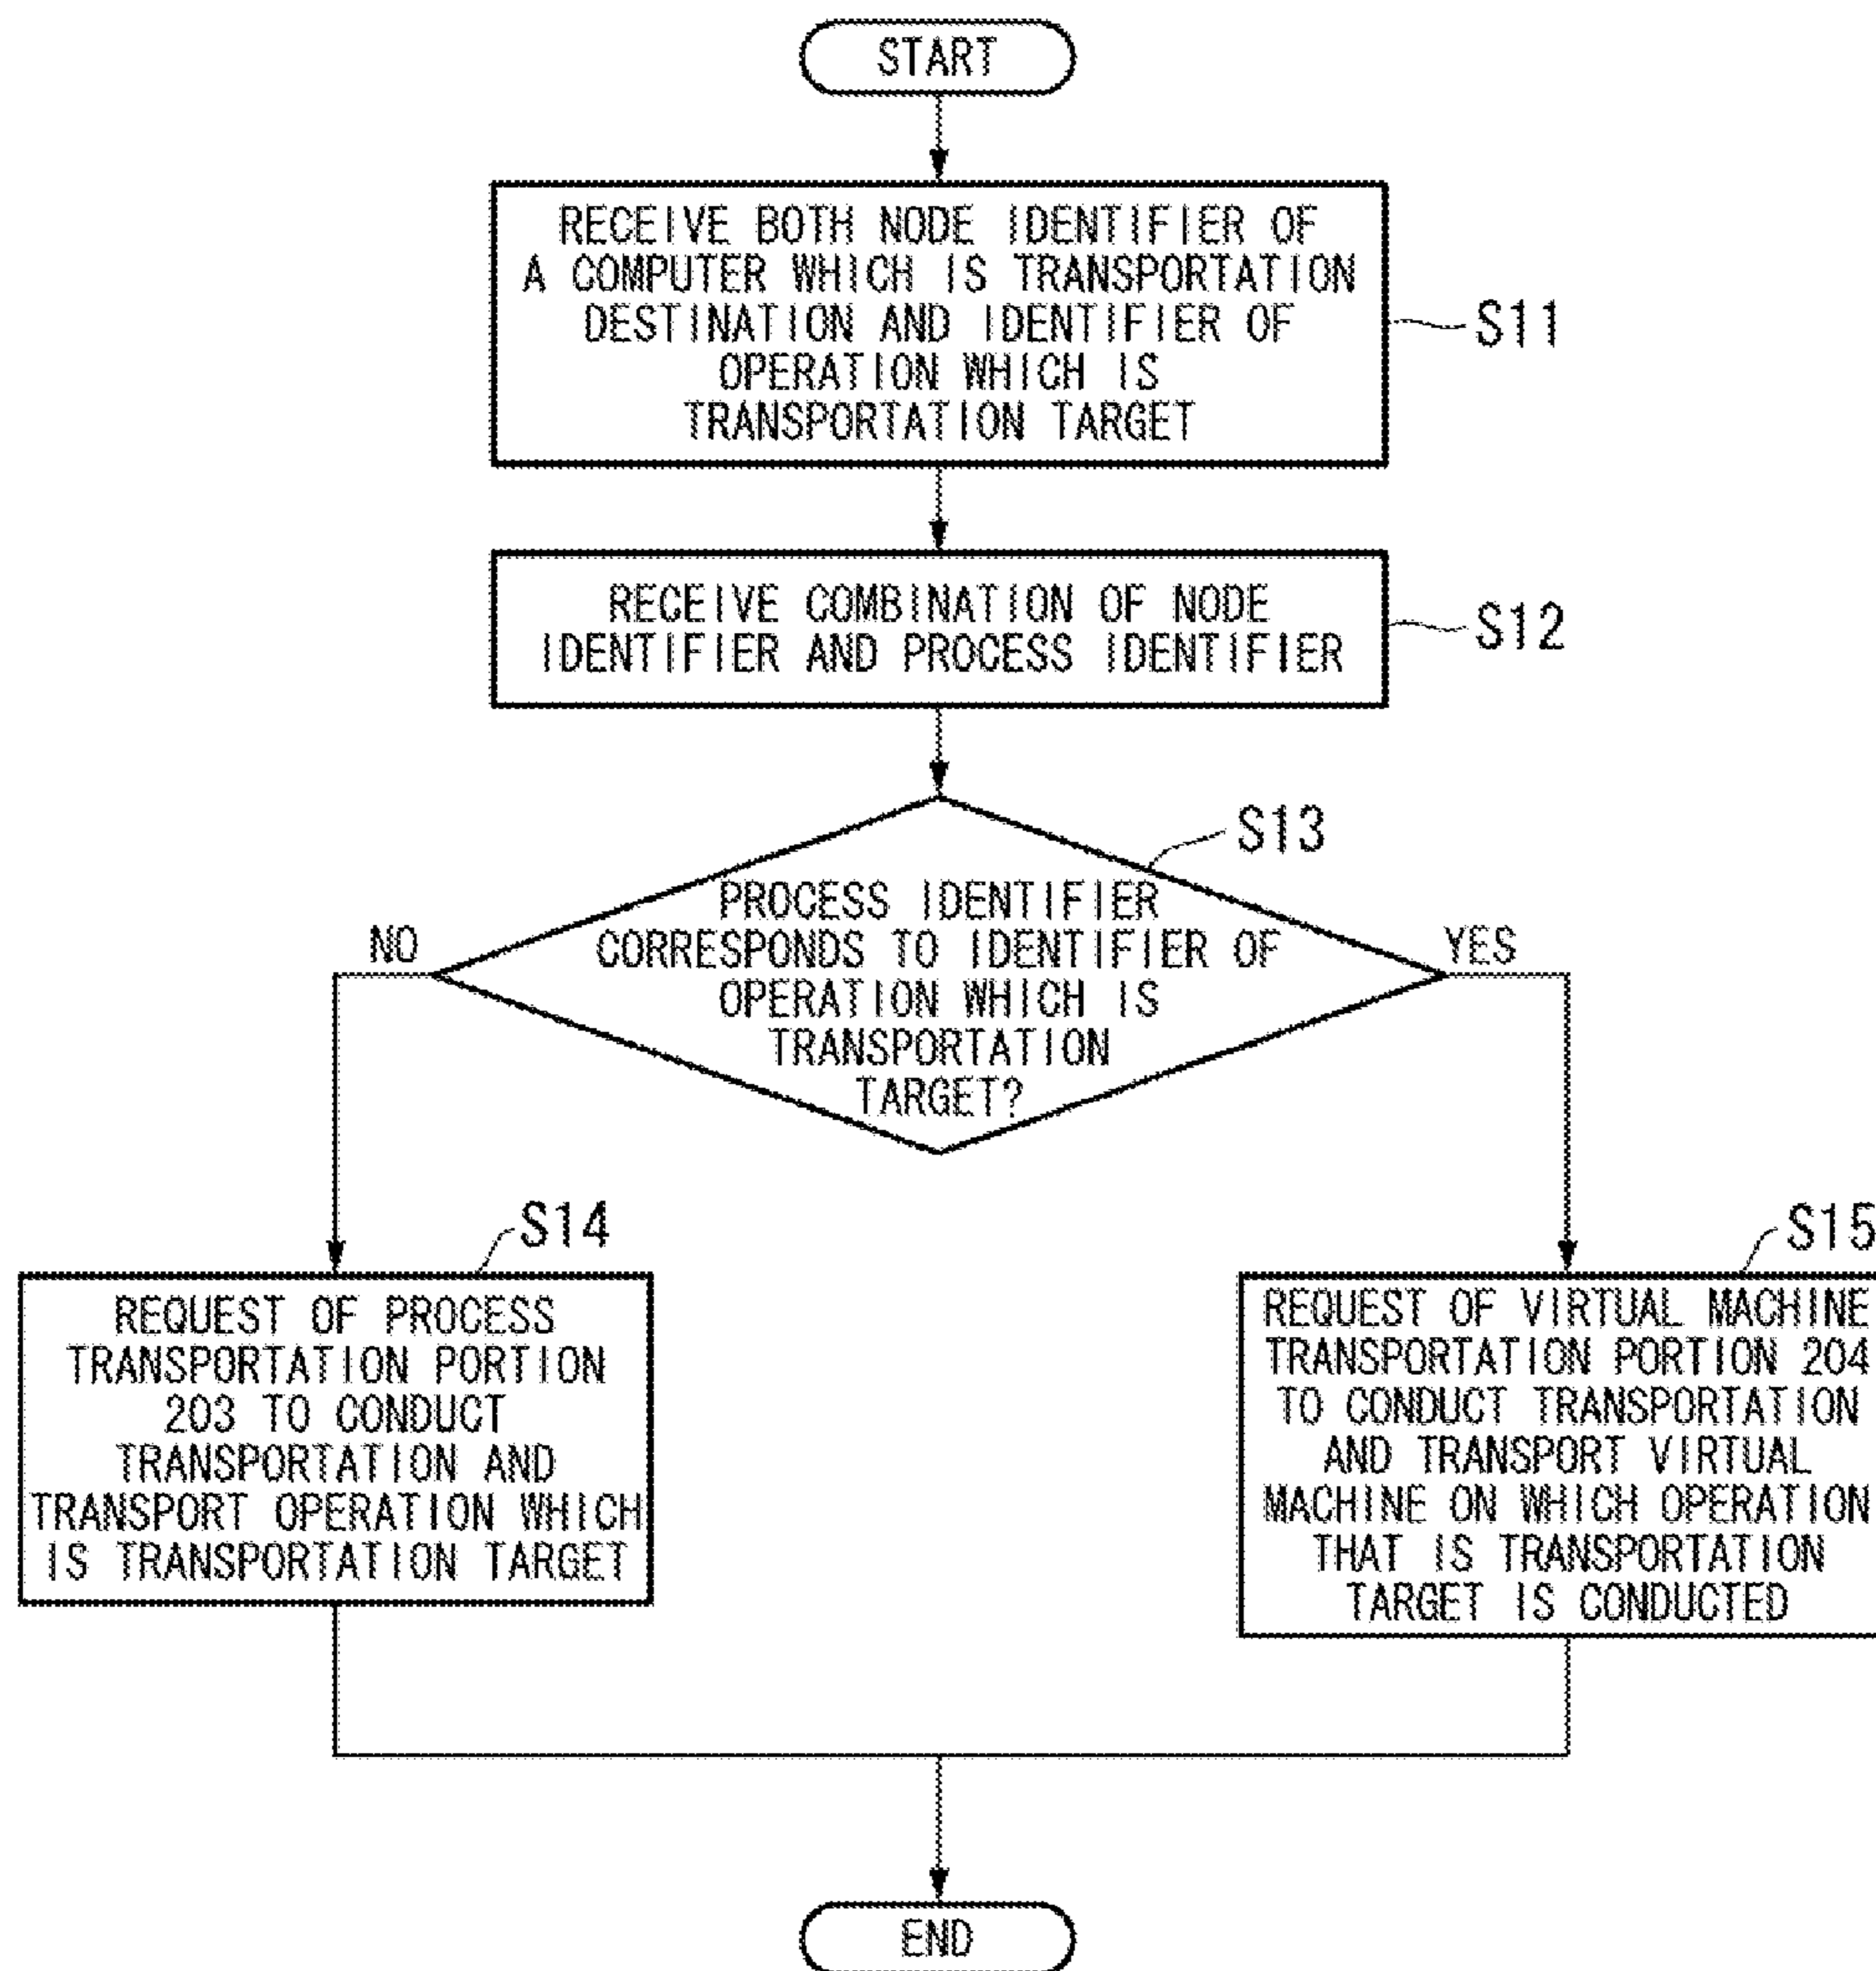 START
RECEIVE BOTH NODE IDENTIFIER OF
A COMPUTER WHICH IS TRANSPORTATION
DESTINATION AND IDENTIFIER OF
OPERATION WHICH IS
TRANSPORTATION TARGET
S11
RECEIVE COMBINATION OF NODE
IDENTIFIER AND PROCESS IDENTIFIER
S12
S13
PROCESS IDENTIFIER
CORRESPONDS TO IDENTIFIER OF
OPERATION WHICH IS
TRANSPORTATION
TARGET?
NO
YES
S14
REQUEST OF PROCESS
TRANSPORTATION PORTION
203 TO CONDUCT
TRANSPORTATION AND
TRANSPORT OPERATION WHICH
IS TRANSPORTATION TARGET
S15
REQUEST OF VIRTUAL MACHINE
TRANSPORTATION PORTION 204
TO CONDUCT TRANSPORTATION
AND TRANSPORT VIRTUAL
MACHINE ON WHICH OPERATION
THAT IS TRANSPORTATION
TARGET IS CONDUCTED
END